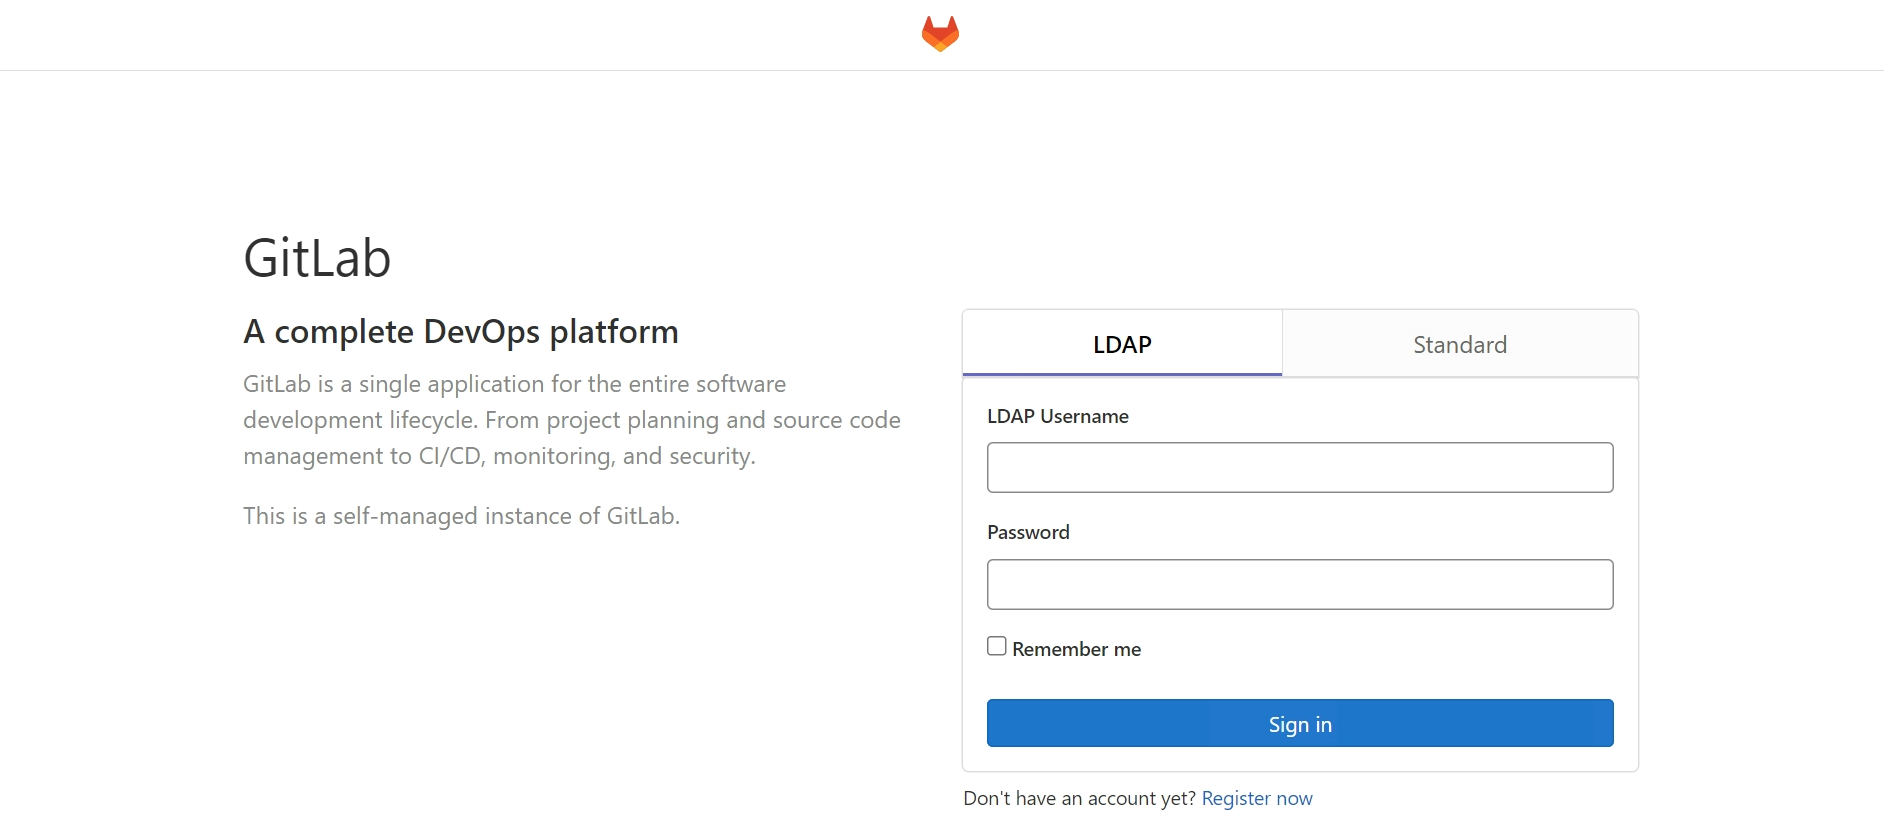 GitLab
A complete DevOps platform
GitLab is a single application for the entire software
development lifecycle. From project planning and source code
management to CI/CD, monitoring, and security.
This is a self-managed instance of GitLab.
LDAP
Standard
LDAP Username
Password
Remember me
Sign in
Don't have an account yet? Register now